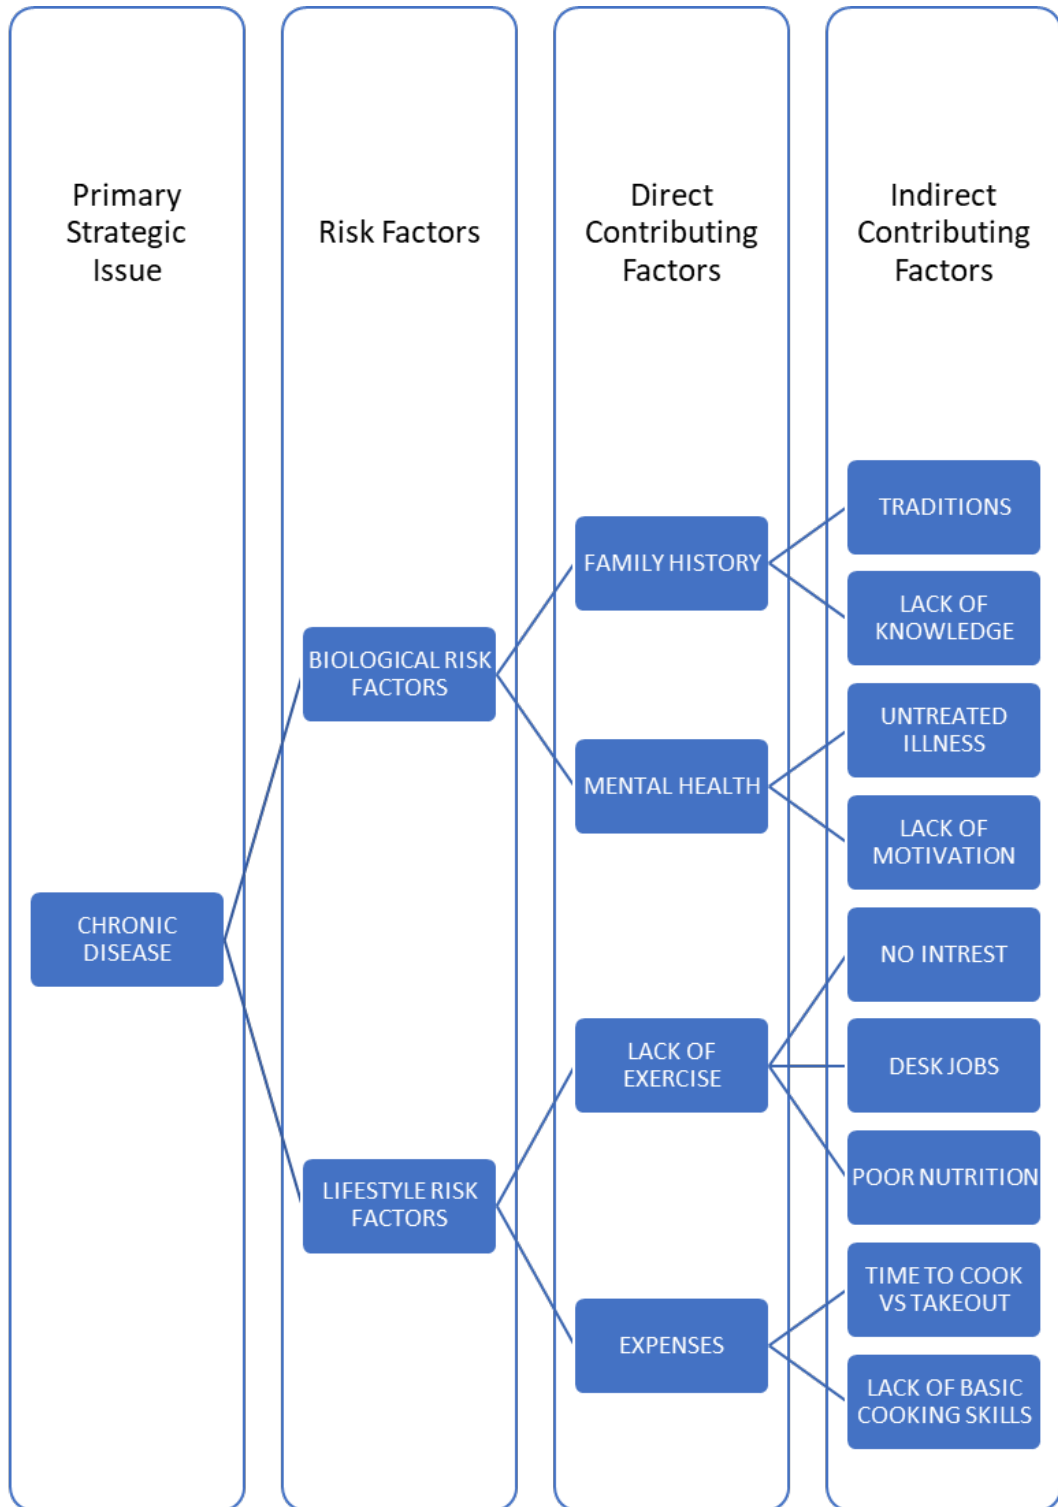 Primary
Strategic
Issue
Risk Factors
Direct
Contributing
Factors
Indirect
Contributing
Factors
CHRONIC
DISEASE
BIOLOGICAL RISK
FACTORS
LIFESTYLE RISK
FACTORS
FAMILY HISTORY
MENTAL HEALTH
LACK OF
EXERCISE
EXPENSES
TRADITIONS
LACK OF
KNOWLEDGE
UNTREATED
ILLNESS
LACK OF
MOTIVATION
NO INTREST
DESK JOBS
POOR NUTRITION
TIME TO COOK
VS TAKEOUT
LACK OF BASIC
COOKING SKILLS